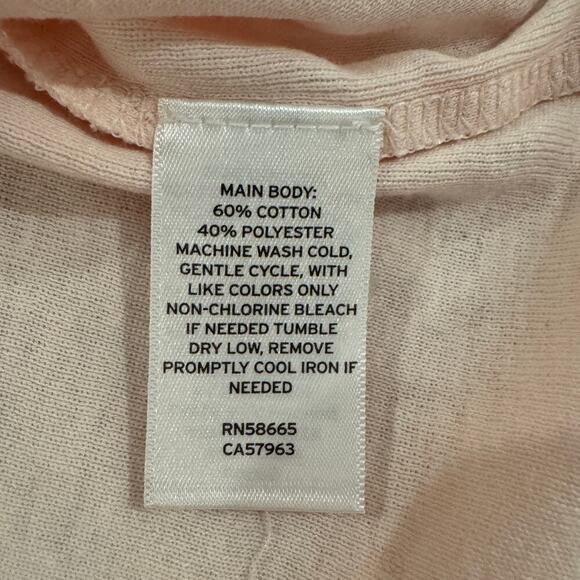 MAIN BODY:
60% COTTON
40% POLYESTER
MACHINE WASH COLD,
GENTLE CYCLE, WITH
LIKE COLORS ONLY
NON-CHLORINE BLEACH
IF NEEDED TUMBLE
DRY LOW, REMOVE
PROMPTLY COOL IRON IF
NEEDED
RN58665
CA57963